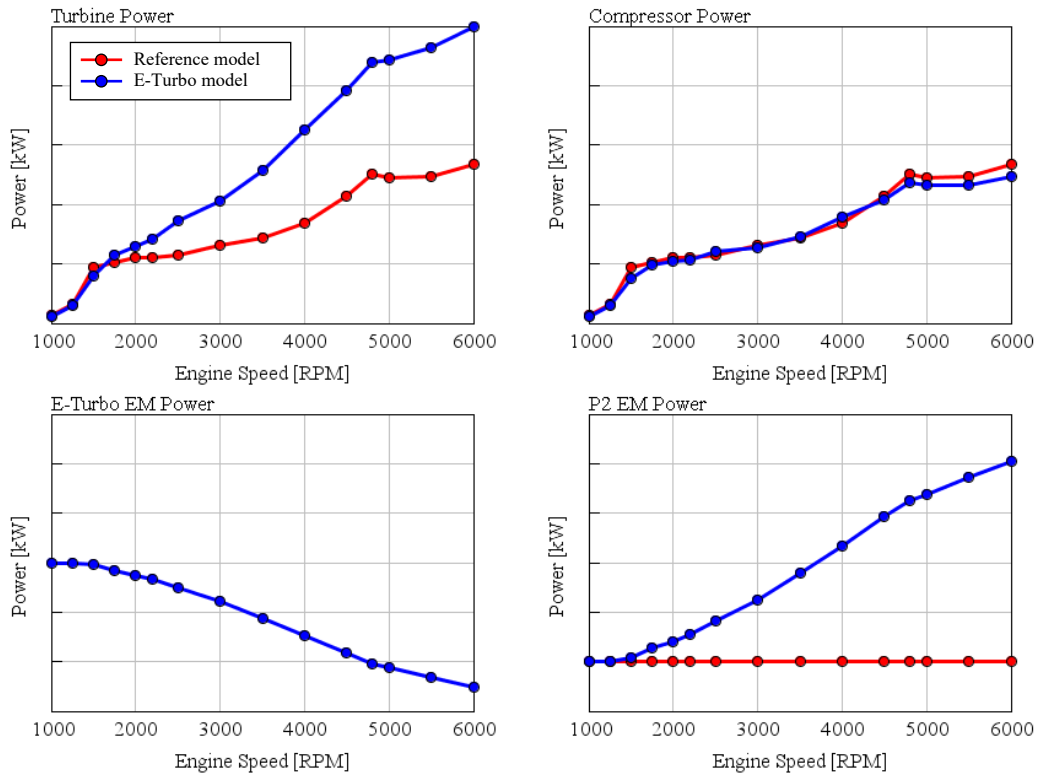 Turbine Power
Reference model
E-Turbo model
Power [kW]
1000 2000 3000 4000 5000 6000
Engine Speed [RPM]
Compressor Power
Power [kW]
1000 2000 3000 4000 5000 6000
Engine Speed [RPM]
E-Turbo EM Power
Power [kW]
1000 2000 3000 4000 5000 6000
Engine Speed [RPM]
P2 EM Power
Power [kW]
1000 2000 3000 4000 5000 6000
Engine Speed [RPM]